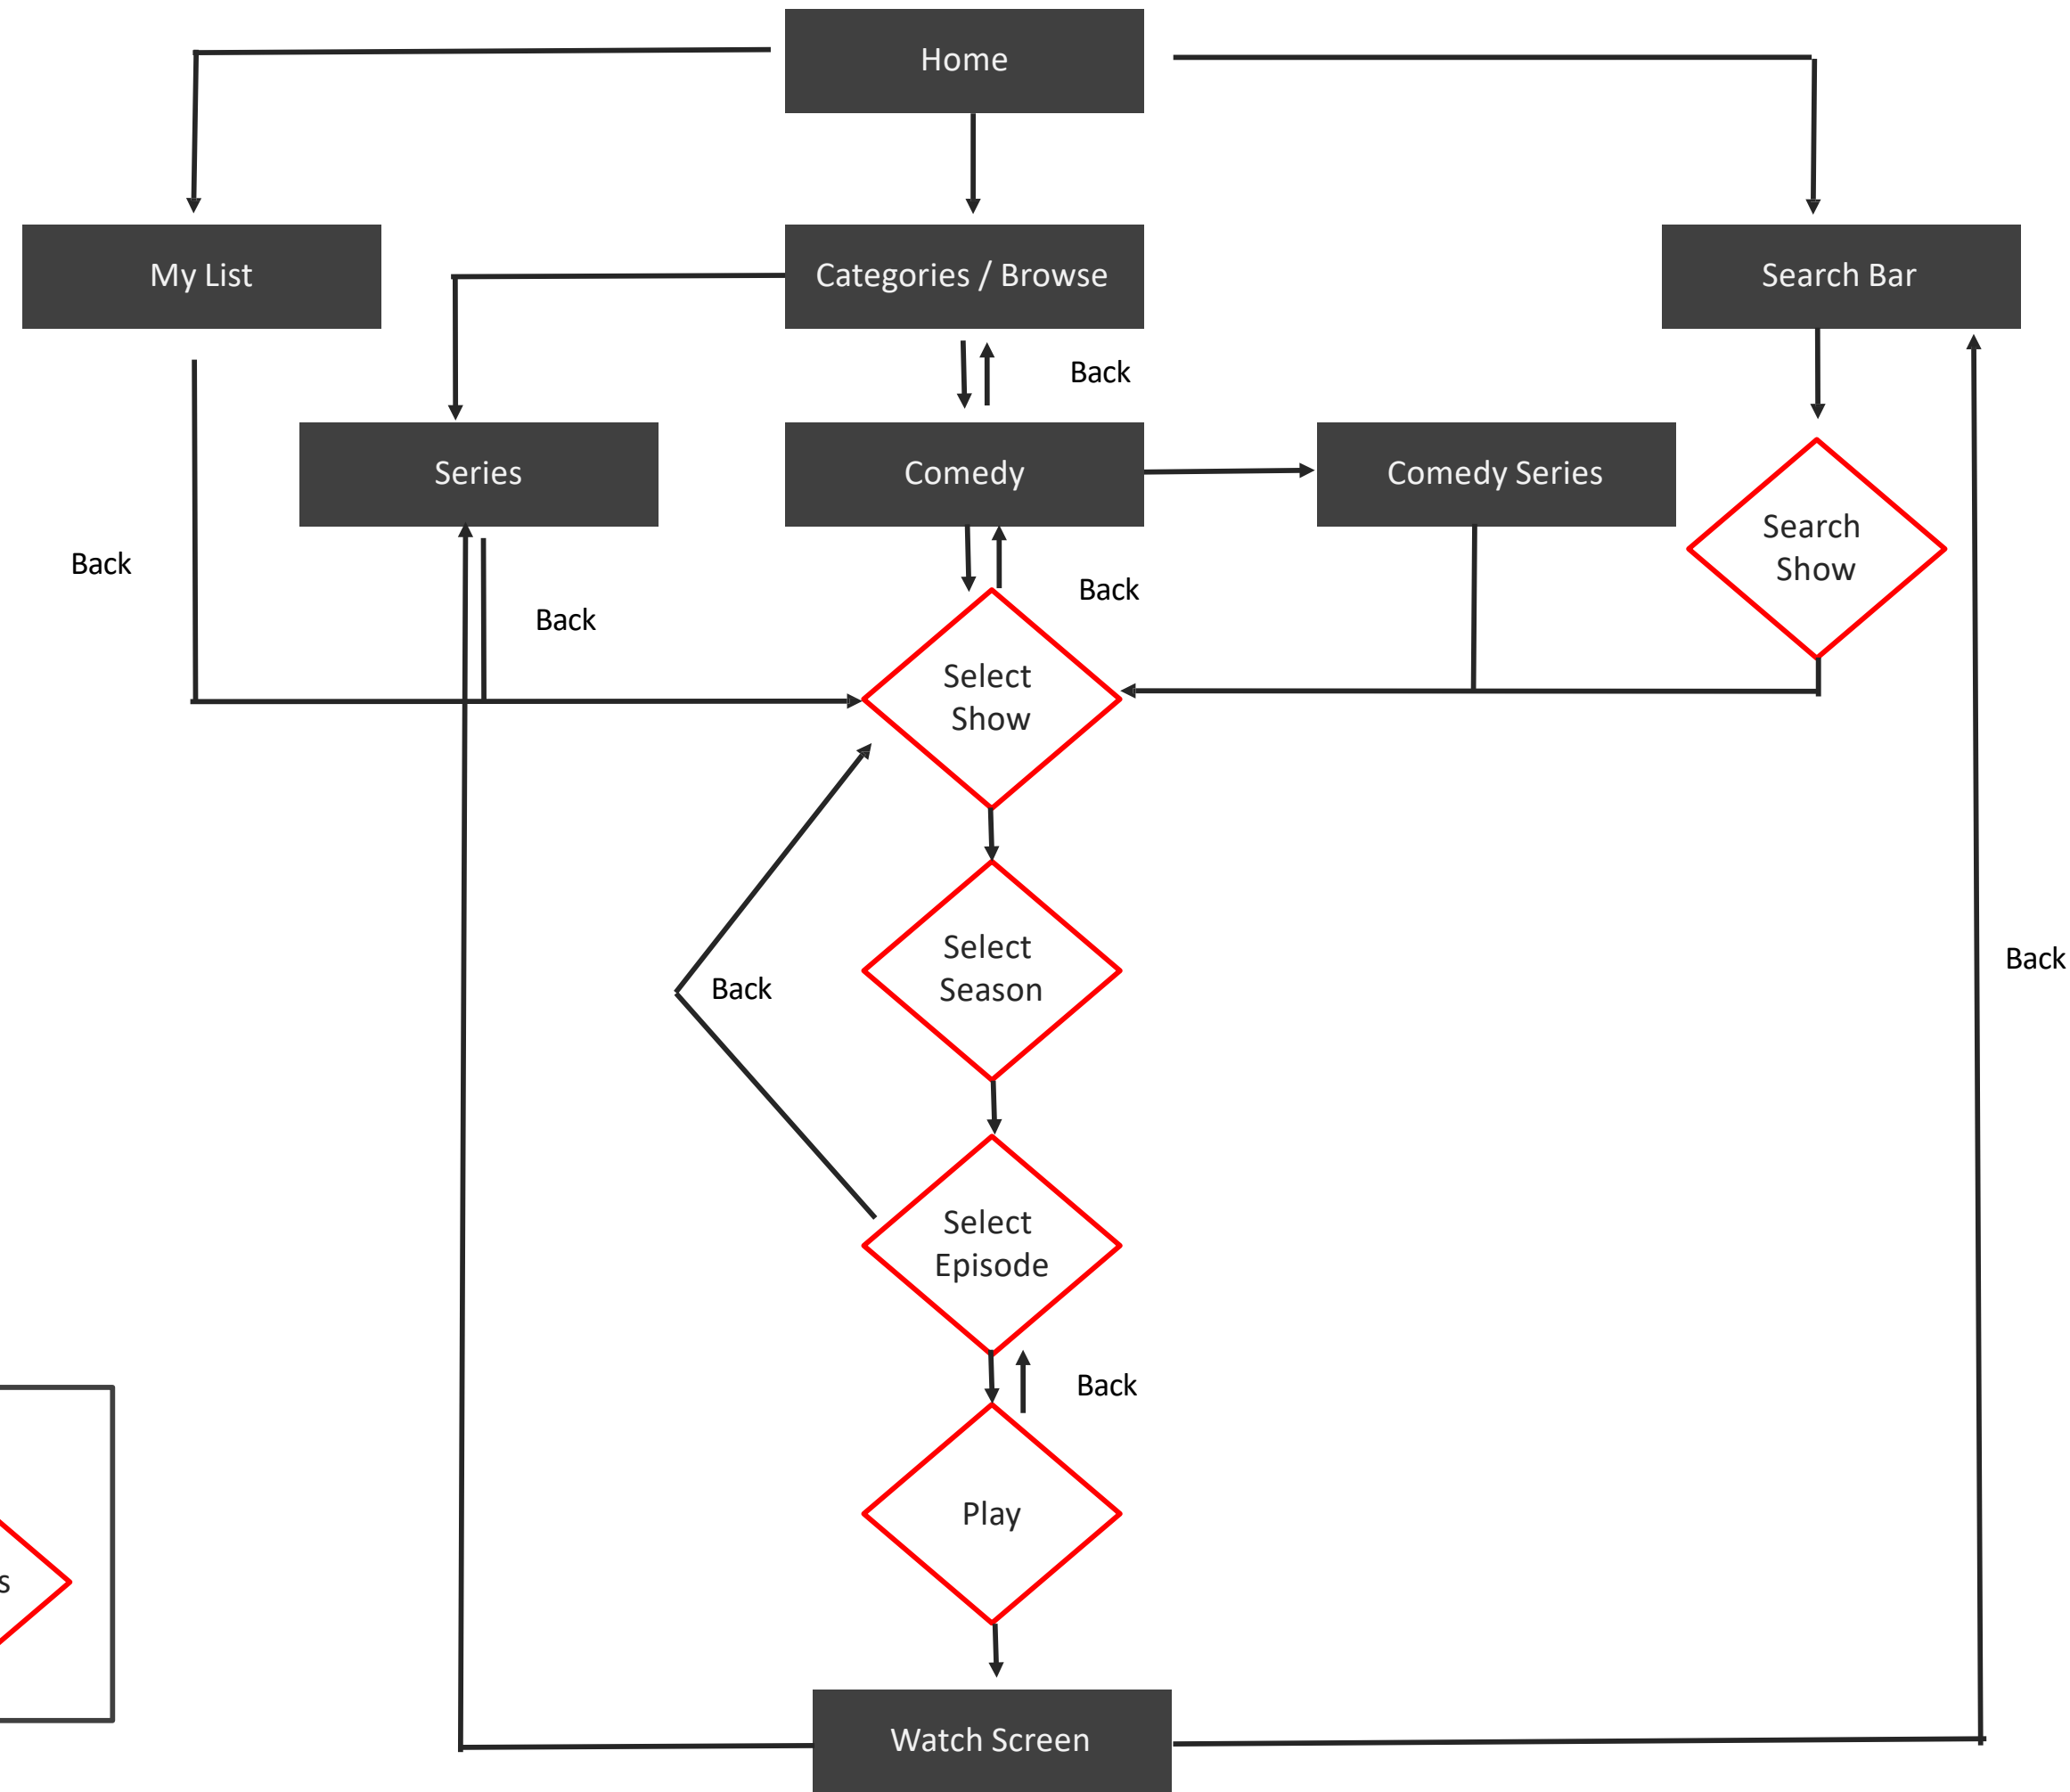 Home
My List
Categories / Browse
Search Bar
Back
Series
Comedy
Comedy Series
Search
Show
Back
Back
Back
Select
Show
Select
Season
Back
Back
Select
Episode
Back
Play
Watch Screen